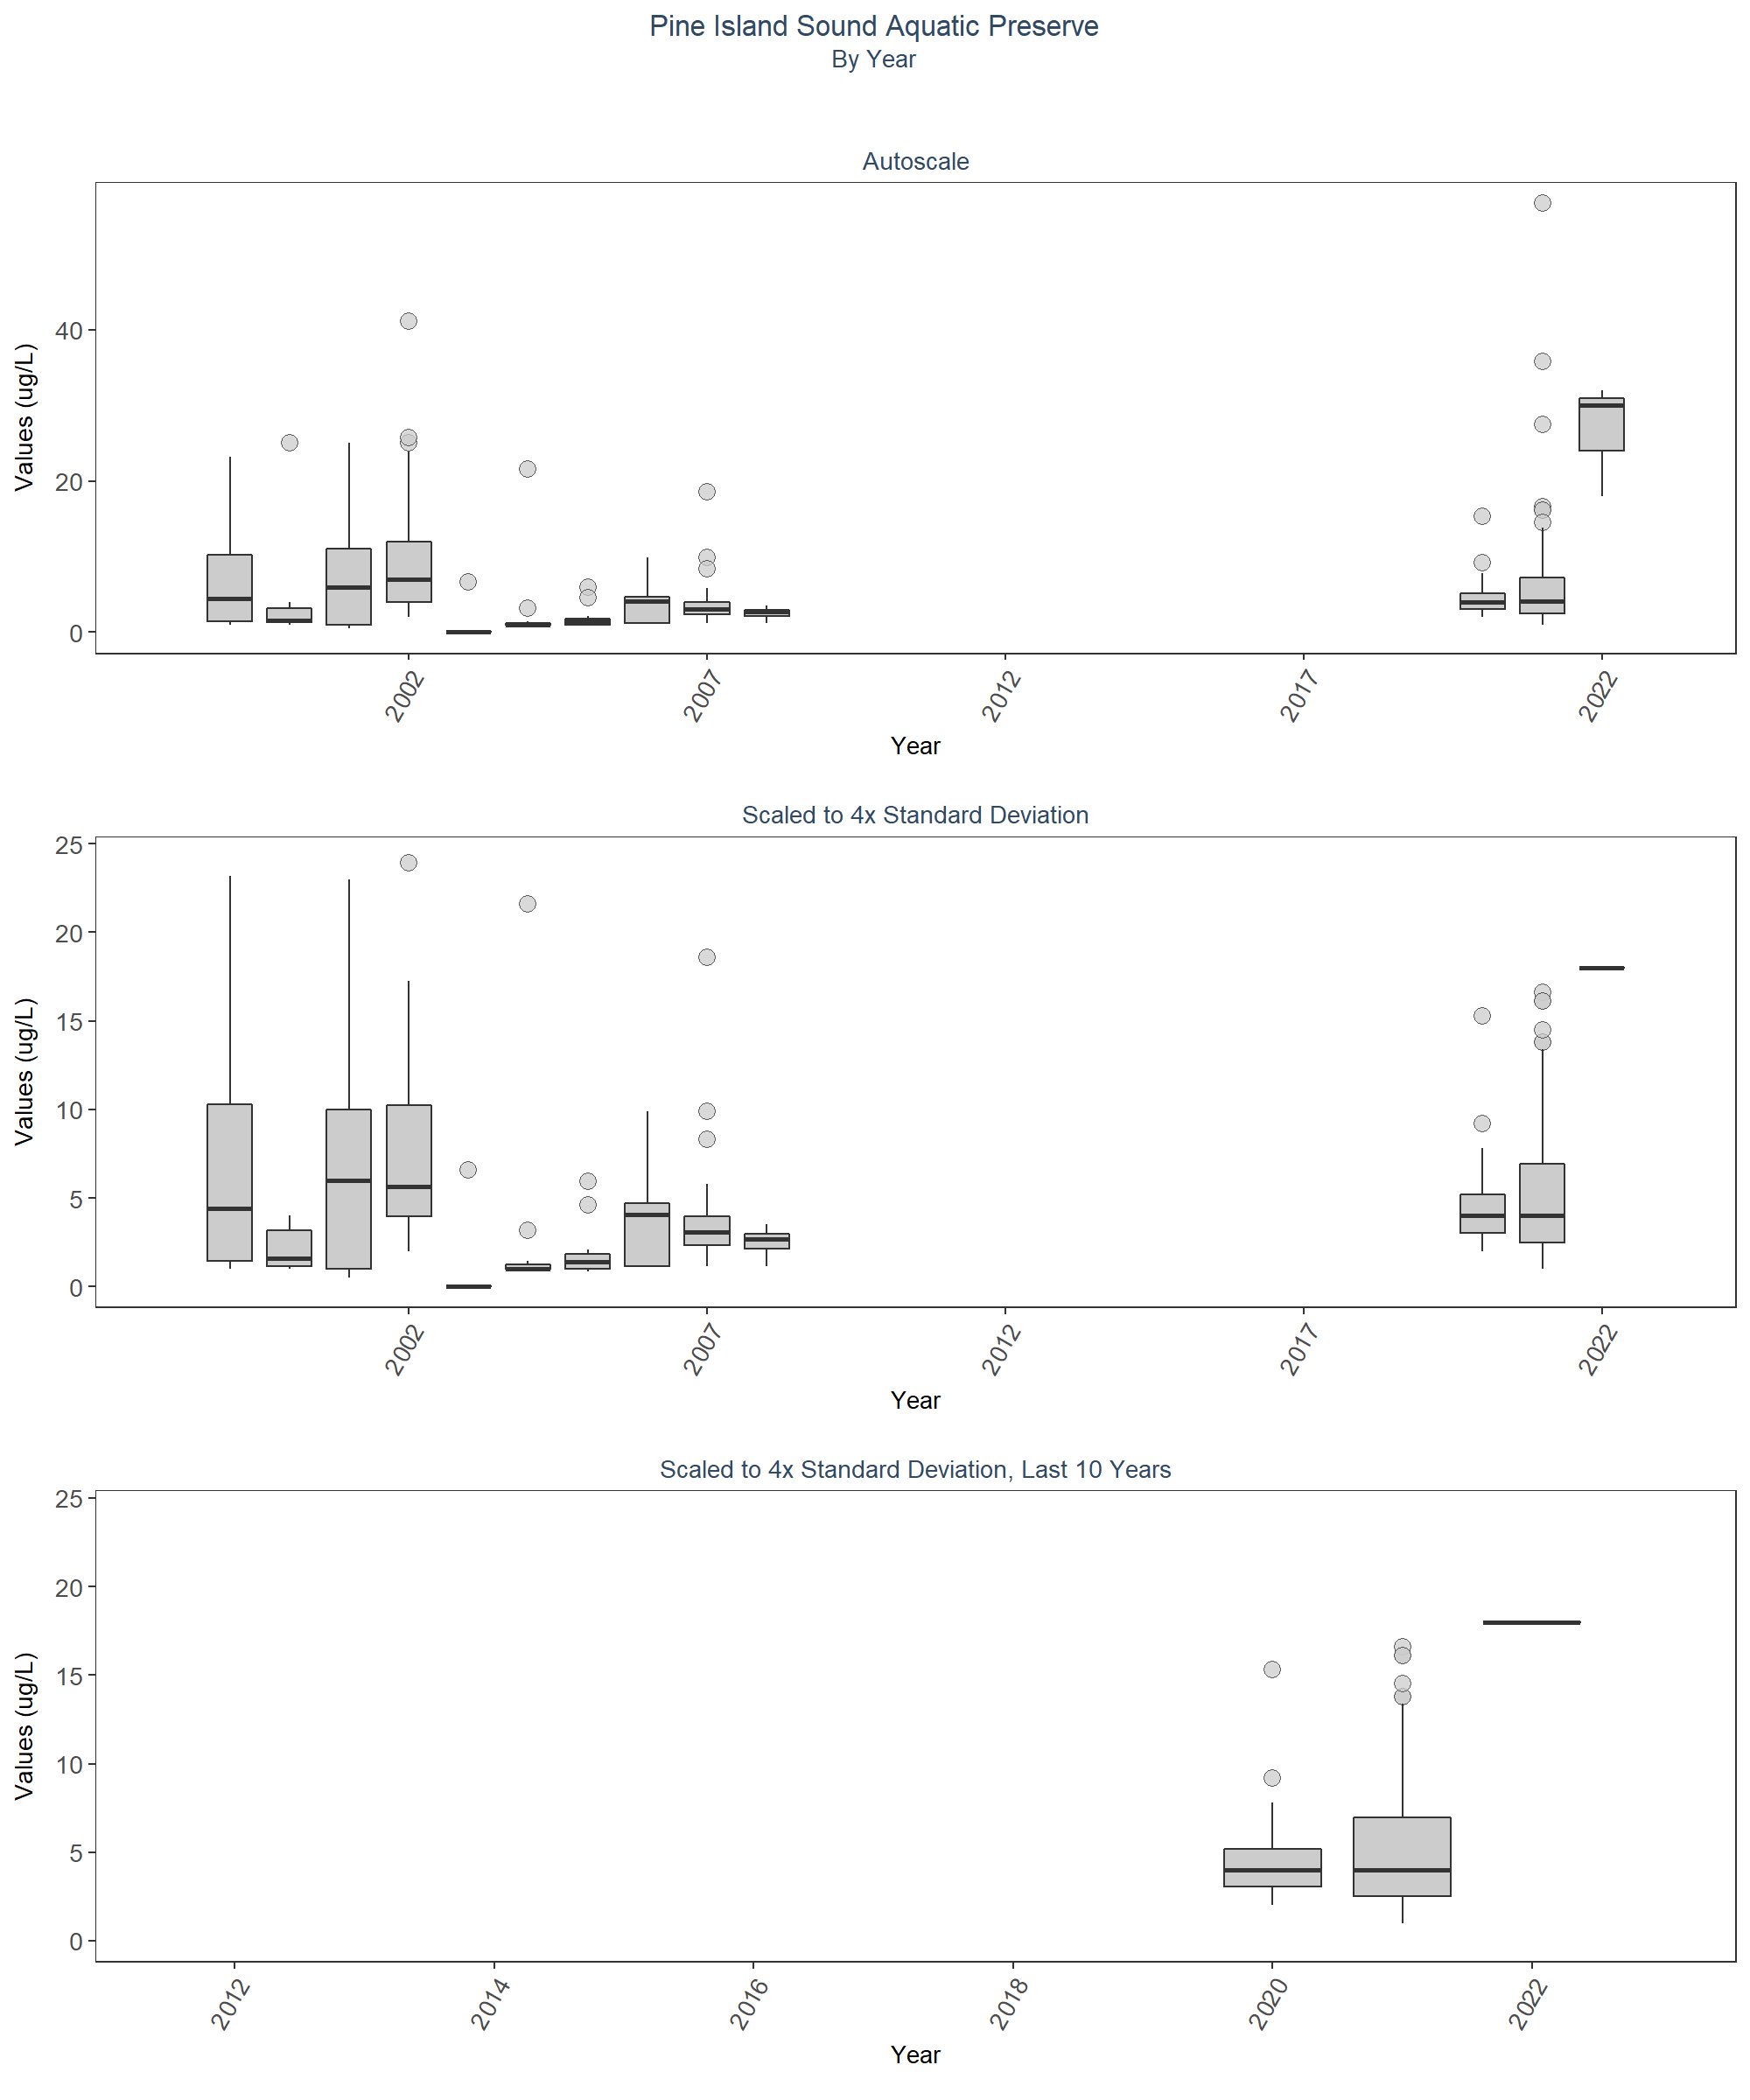 Pine Island Sound Aquatic Preserve
By Year
Autoscale
Values (ug/L)
40
20
0
2002 2007 2012 2017 2022
Year
Scaled to 4x Standard Deviation
Values (ug/L)
25
20
15
10
5
0
2002 2007 2012 2017 2022
Year
Scaled to 4x Standard Deviation, Last 10 Years
Values (ug/L)
25
20
15
10
5
0
2012 2014 2016 2018 2020 2022
Year